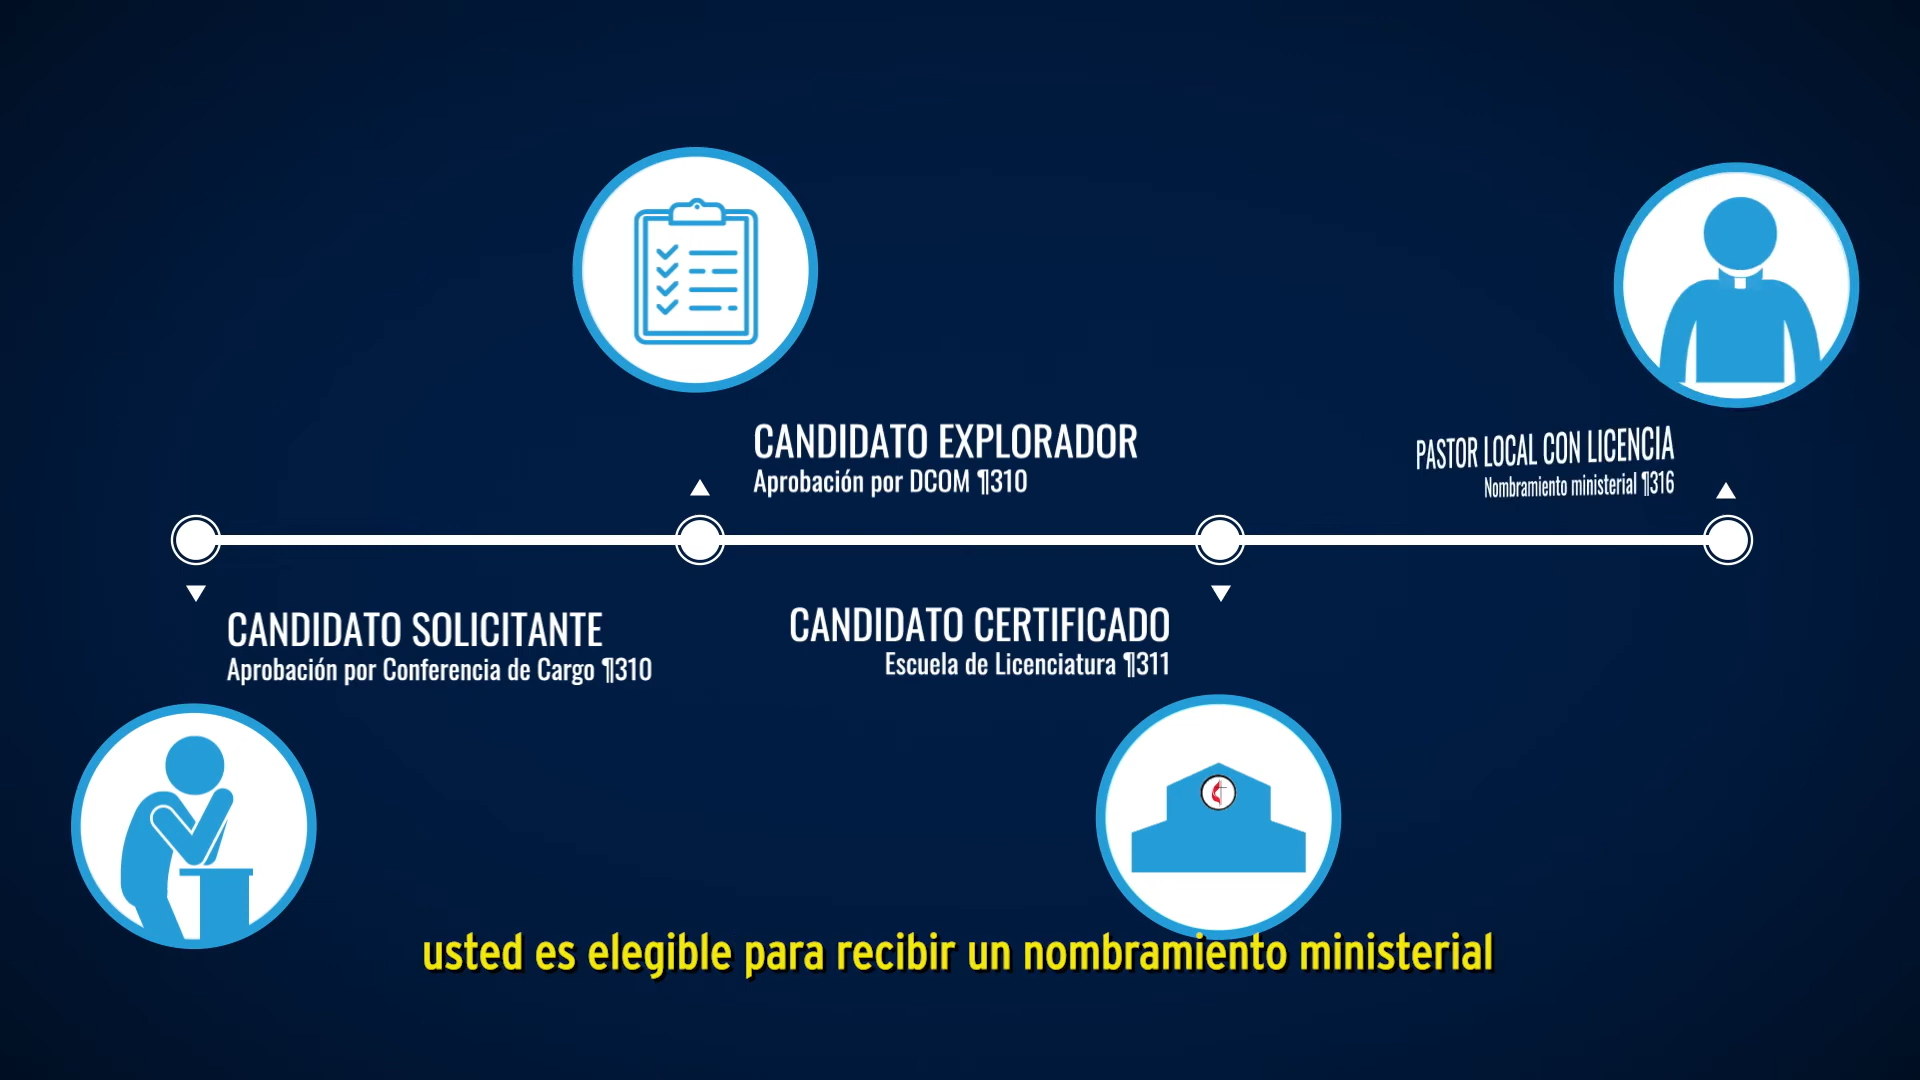 CANDIDATO EXPLORADOR
Aprobación por DCOM ¶310
PASTOR LOCAL CON LICENCIA
Nombramiento ministerial ¶316
CANDIDATO SOLICITANTE
Aprobación por Conferencia de Cargo ¶310
CANDIDATO CERTIFICADO
Escuela de Licenciatura ¶311
usted es elegible para recibir un nombramiento ministerial